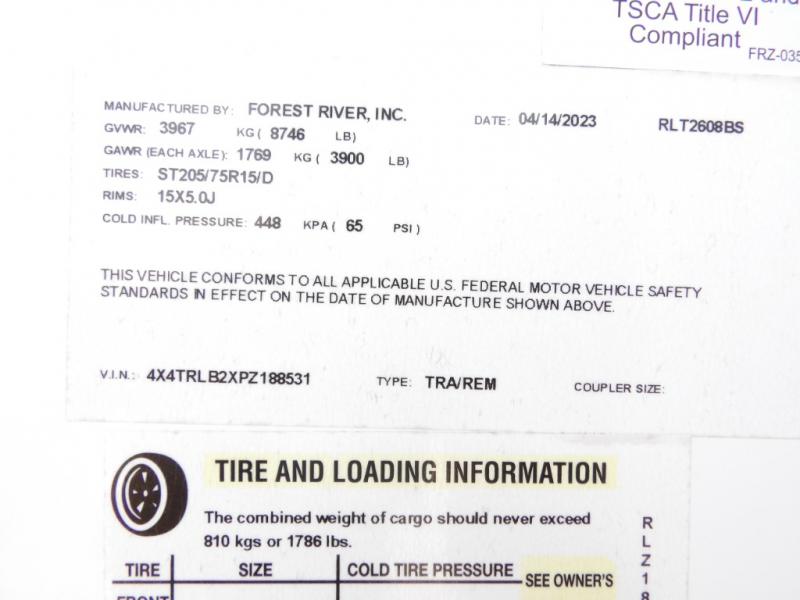 TSCA Title VI
Compliant
FRZ-035
MANUFACTURED BY: FOREST RIVER, INC. DATE: 04/14/2023 RLT2608BS
GVWR: 3967 KG ( 8746 LB)
GAWR (EACH AXLE): 1769 KG ( 3900 LB)
TIRES: ST205/75R15/D
RIMS: 15X5.0J
COLD INFL. PRESSURE: 448 KPA ( 65 PSI )
THIS VEHICLE CONFORMS TO ALL APPLICABLE U.S. FEDERAL MOTOR VEHICLE SAFETY
STANDARDS IN EFFECT ON THE DATE OF MANUFACTURE SHOWN ABOVE.
V.I.N.: 4X4TRLB2XPZ188531 TYPE: TRA/REM COUPLER SIZE:
TIRE AND LOADING INFORMATION
The combined weight of cargo should never exceed
810 kgs or 1786 lbs.
TIRE SIZE COLD TIRE PRESSURE SEE OWNER'S
FRONT
RLZ18